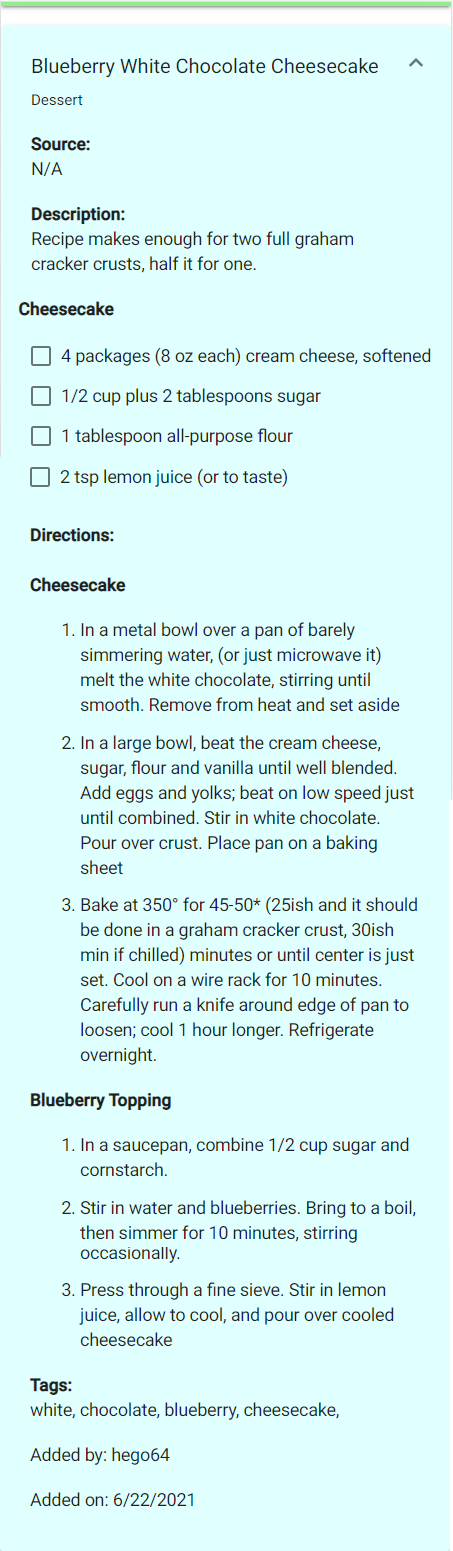 Blueberry White Chocolate Cheesecake
Dessert
Source:
N/A
Description:
Recipe makes enough for two full graham
cracker crusts, half it for one.
Cheesecake
4 packages (8 oz each) cream cheese, softened
1/2 cup plus 2 tablespoons sugar
1 tablespoon all-purpose flour
2 tsp lemon juice (or to taste)
Directions:
Cheesecake
1. In a metal bowl over a pan of barely
simmering water, (or just microwave it)
melt the white chocolate, stirring until
smooth. Remove from heat and set aside
2. In a large bowl, beat the cream cheese,
sugar, flour and vanilla until well blended.
Add eggs and yolks; beat on low speed just
until combined. Stir in white chocolate.
Pour over crust. Place pan on a baking
sheet
3. Bake at 350° for 45-50* (25ish and it should
be done in a graham cracker crust, 30ish
min if chilled) minutes or until center is just
set. Cool on a wire rack for 10 minutes.
Carefully run a knife around edge of pan to
loosen; cool 1 hour longer. Refrigerate
overnight.
Blueberry Topping
1. In a saucepan, combine 1/2 cup sugar and
cornstarch.
2. Stir in water and blueberries. Bring to a boil,
then simmer for 10 minutes, stirring
occasionally.
3. Press through a fine sieve. Stir in lemon
juice, allow to cool, and pour over cooled
cheesecake
Tags:
white, chocolate, blueberry, cheesecake,
Added by: hego64
Added on: 6/22/2021